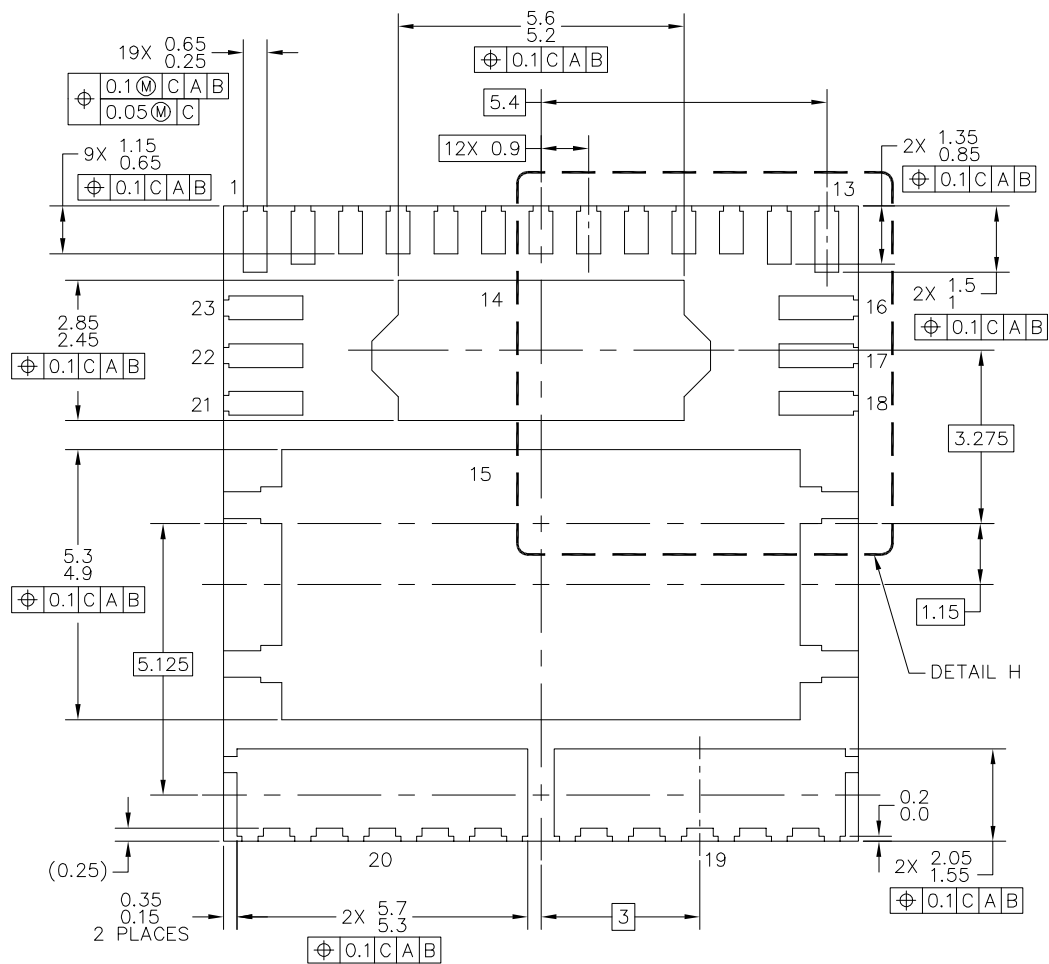 5.6
5.2
⌖ 0.1 C A B
19X 0.65
0.25
⌖ 0.1 Ⓜ C A B
0.05 Ⓜ C
5.4
12X 0.9
9X 1.15
0.65
⌖ 0.1 C A B
2X 1.35
0.85
⌖ 0.1 C A B
1
13
2X 1.5
1
⌖ 0.1 C A B
14
23
16
2.85
2.45
⌖ 0.1 C A B
22
17
21
18
3.275
15
5.3
4.9
⌖ 0.1 C A B
1.15
5.125
DETAIL H
0.2
0.0
(0.25)
20
19
2X 2.05
1.55
⌖ 0.1 C A B
0.35
0.15
2 PLACES
2X 5.7
5.3
⌖ 0.1 C A B
3